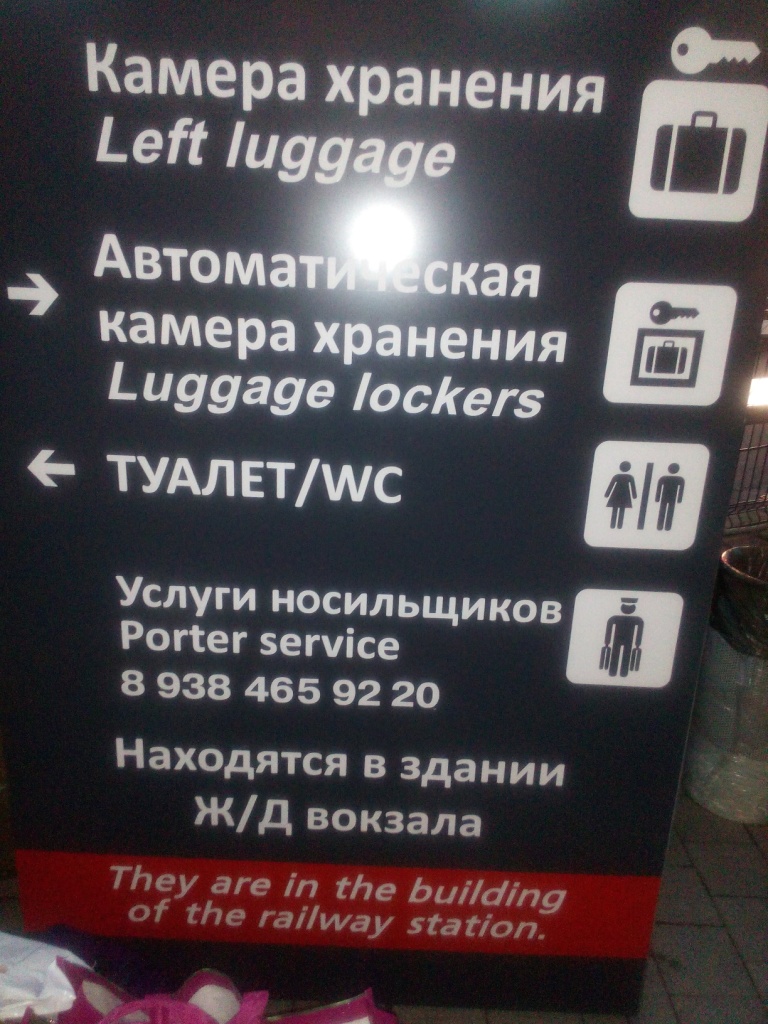 Камера хранения
Left luggage
Автоматическая
камера хранения
Luggage lockers
ТУАЛЕТ/WC
Услуги носильщиков
Porter service
8 938 465 92 20
Находятся в здании
Ж/Д вокзала
They are in the building
of the railway station.